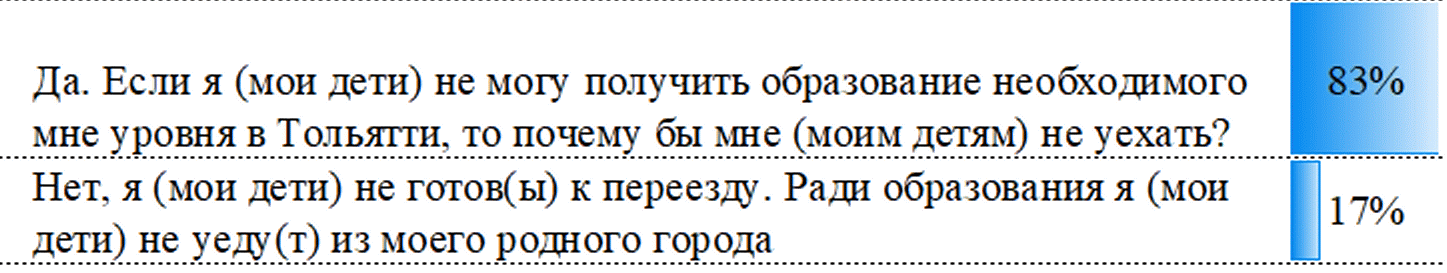 Да. Если я (мои дети) не могу получить образование необходимого
83%
мне уровня в Тольятти, то почему бы мне (моим детям) не уехать?
Нет, я (мои дети) не готов(ы) к переезду. Ради образования я (мои
17%
дети) не уеду(т) из моего родного города